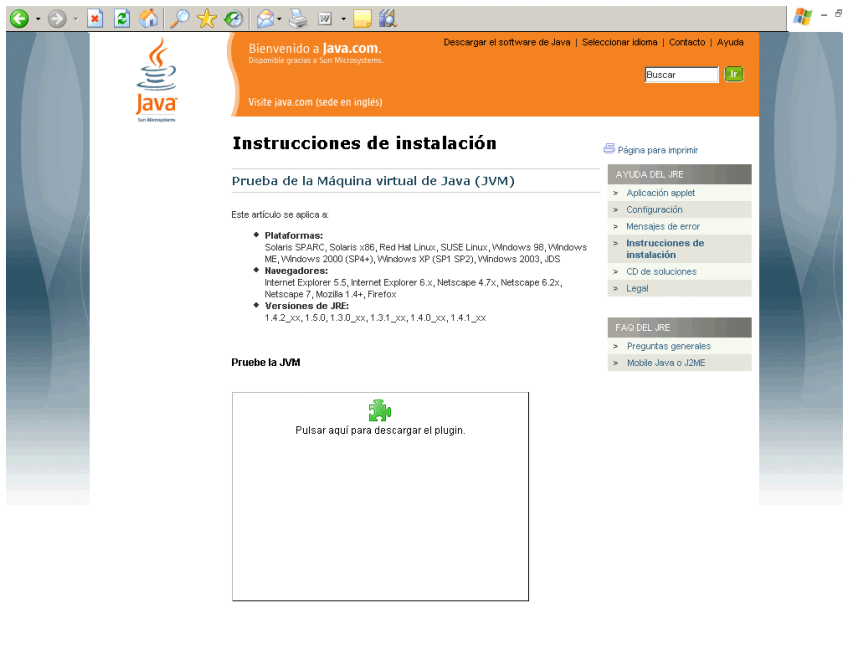 Bienvenido a Java.com.
Disponible gracias a Sun Microsystems.
Descargar el software de Java | Seleccionar idioma | Contacto | Ayuda
Buscar
Ir
Visite java.com (sede en inglés)
Java
Sun Microsystems
Instrucciones de instalación
Página para imprimir
Prueba de la Máquina virtual de Java (JVM)
Este artículo se aplica a:
Plataformas:
Solaris SPARC, Solaris x86, Red Hat Linux, SUSE Linux, Windows 98, Windows
ME, Windows 2000 (SP4+), Windows XP (SP1 SP2), Windows 2003, JDS
Navegadores:
Internet Explorer 5.5, Internet Explorer 6.x, Netscape 4.7x, Netscape 6.2x,
Netscape 7, Mozilla 1.4+, Firefox
Versiones de JRE:
1.4.2_xx, 1.5.0, 1.3.0_xx, 1.3.1_xx, 1.4.0_xx, 1.4.1_xx
Pruebe la JVM
Pulsar aquí para descargar el plugin.
AYUDA DEL JRE
> Aplicación applet
> Configuración
> Mensajes de error
> Instrucciones de
instalación
> CD de soluciones
> Legal
FAQ DEL JRE
> Preguntas generales
> Mobile Java o J2ME